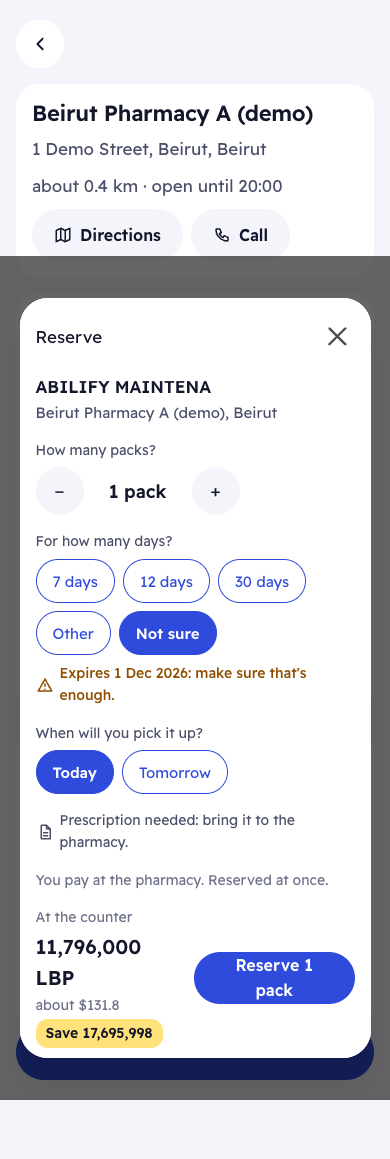 Beirut Pharmacy A (demo)
1 Demo Street, Beirut, Beirut
about 0.4 km · open until 20:00
Directions
Call
Reserve
ABILIFY MAINTENA
Beirut Pharmacy A (demo), Beirut
How many packs?
− 1 pack +
For how many days?
7 days 12 days 30 days
Other Not sure
Expires 1 Dec 2026: make sure that's
enough.
When will you pick it up?
Today Tomorrow
Prescription needed: bring it to the
pharmacy.
You pay at the pharmacy. Reserved at once.
At the counter
11,796,000
LBP
about $131.8
Save 17,695,998
Reserve 1
pack